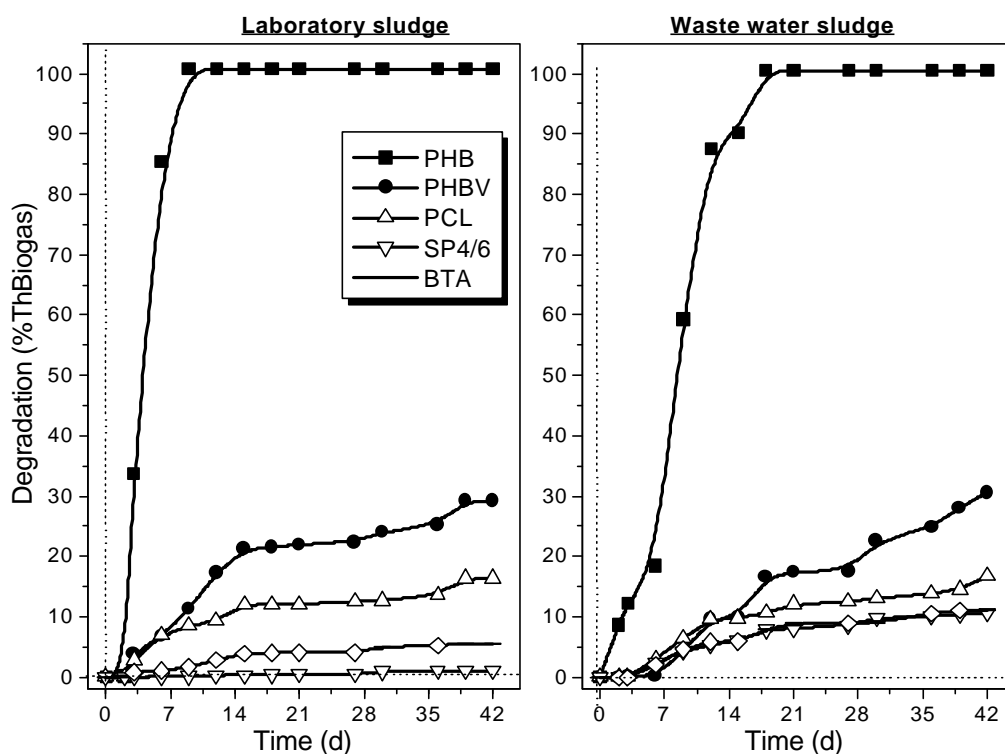 Laboratory sludge
Waste water sludge
Degradation (%ThBiogas)
100
90
80
70
60
50
40
30
20
10
0
PHB
PHBV
PCL
SP4/6
BTA
0 7 14 21 28 35 42
Time (d)
100
90
80
70
60
50
40
30
20
10
0
0 7 14 21 28 35 42
Time (d)